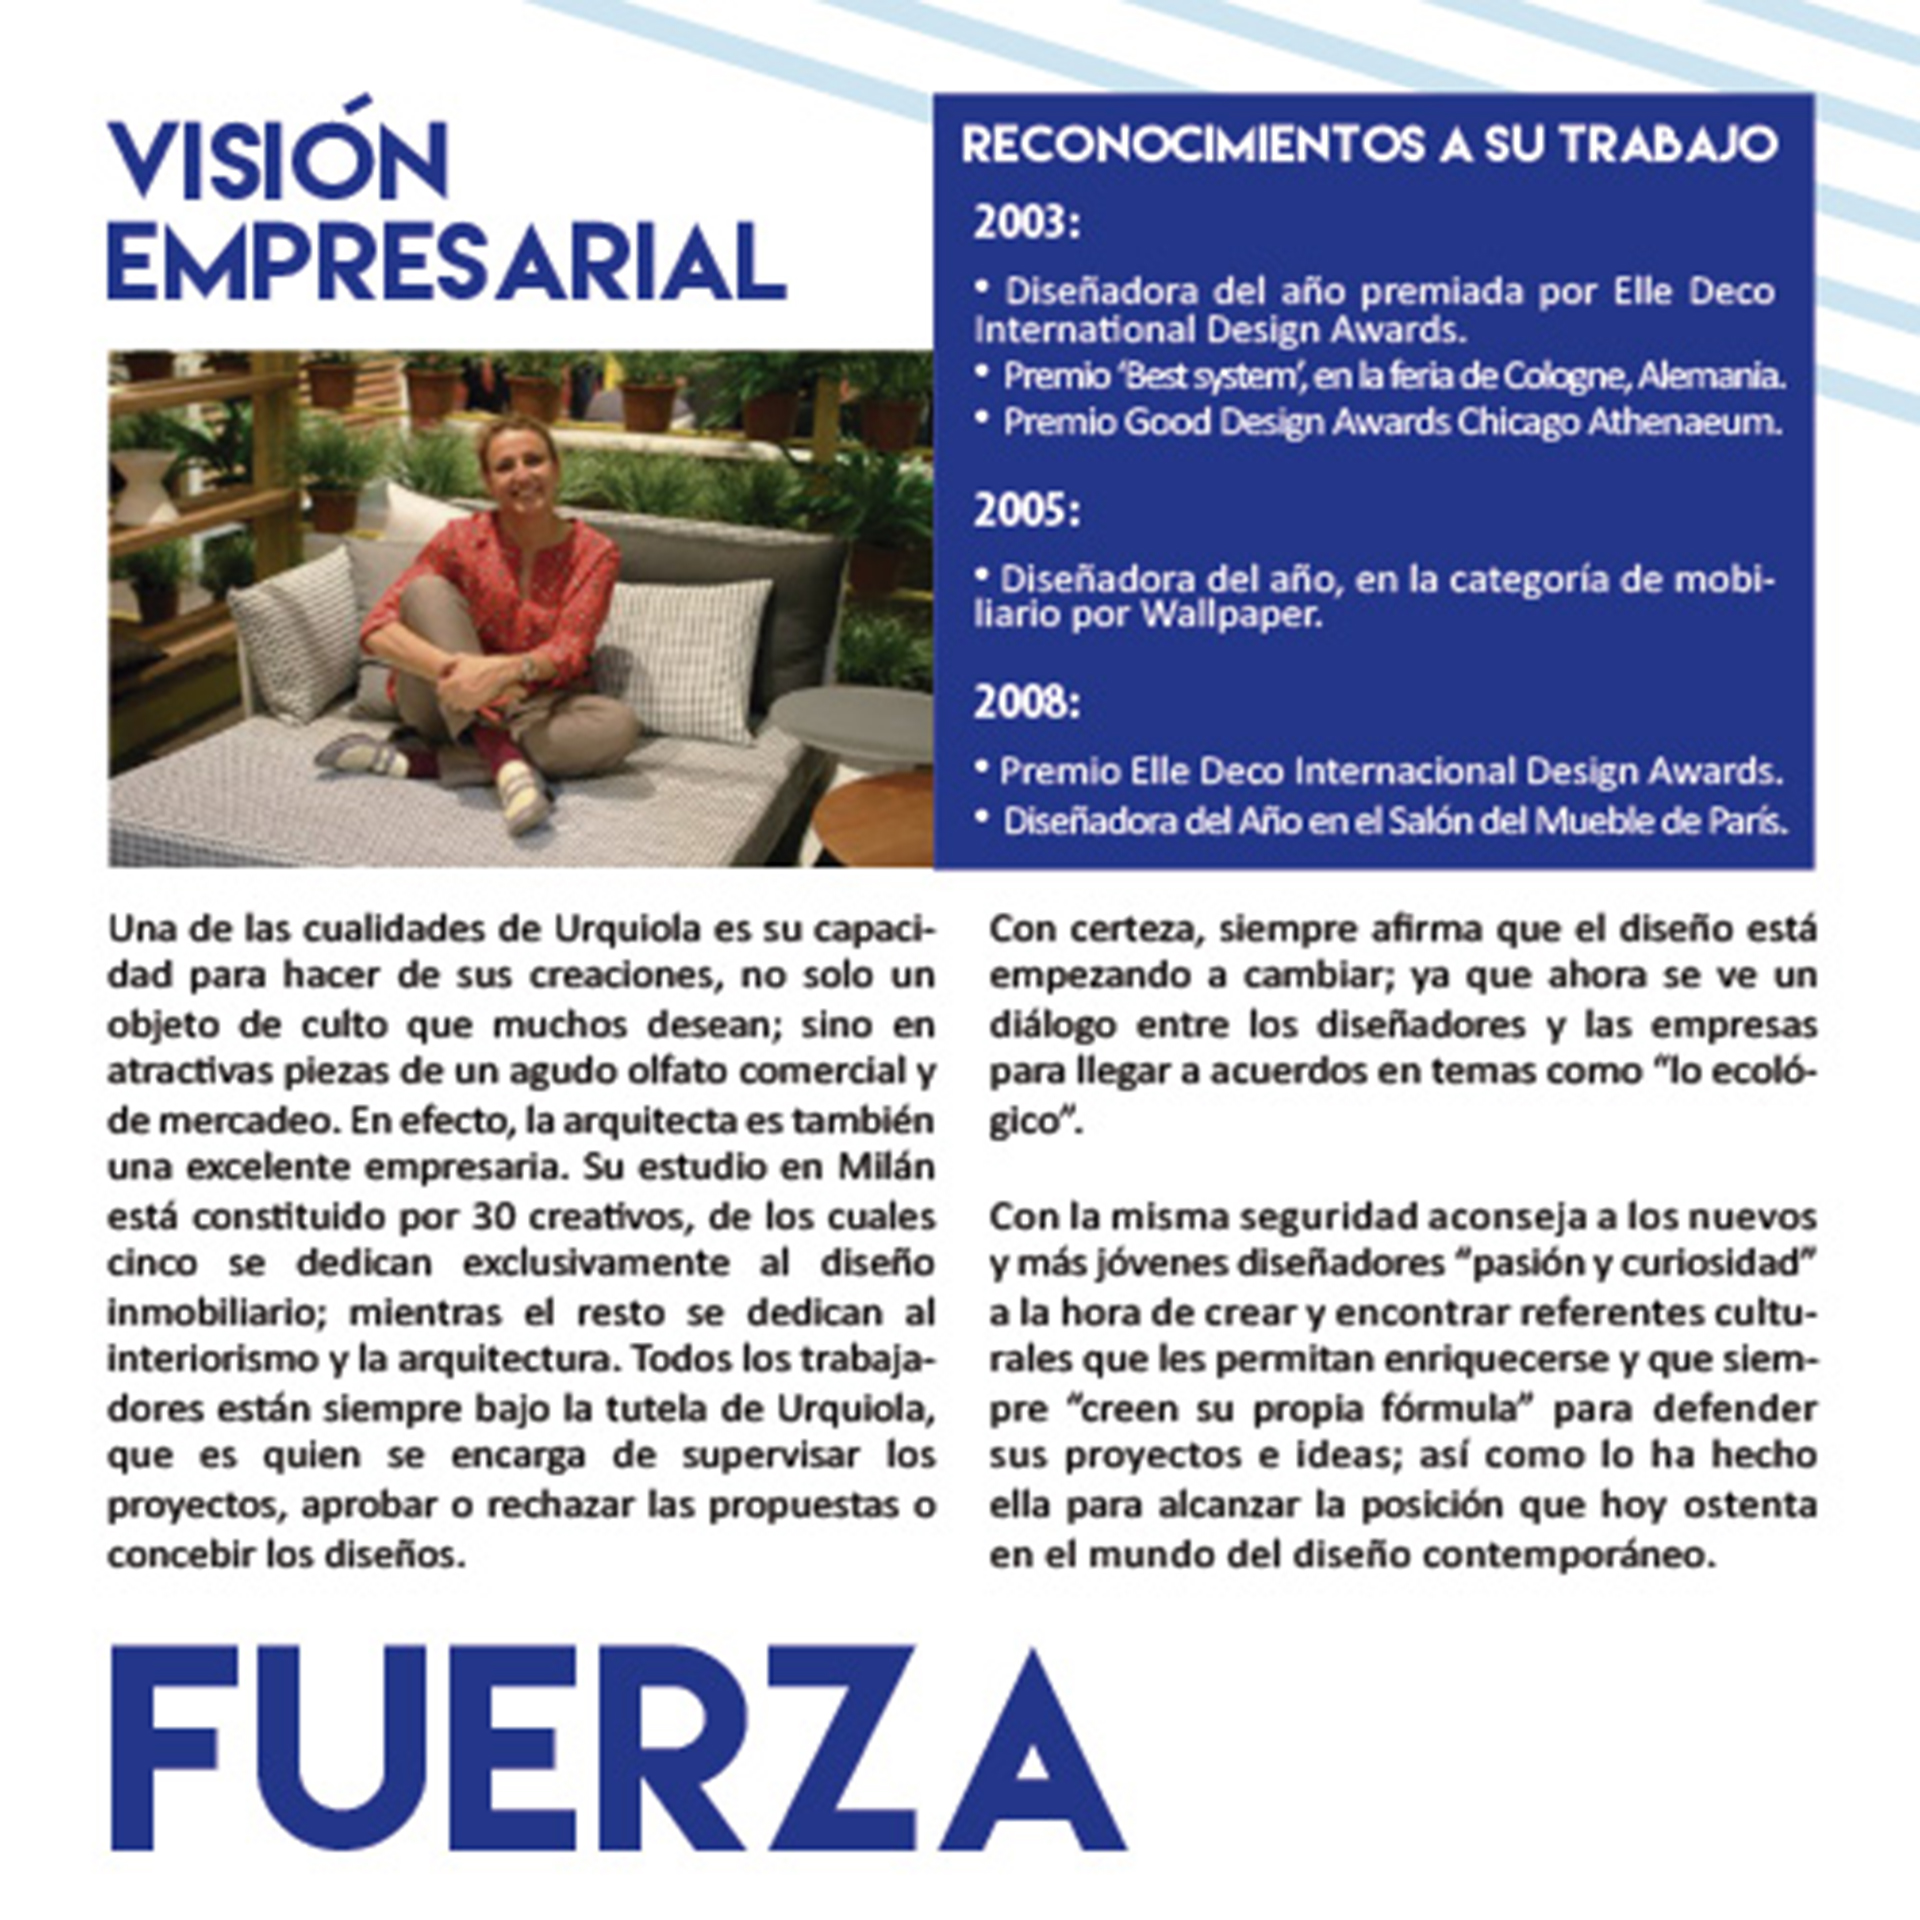 VISIÓN
EMPRESARIAL
RECONOCIMIENTOS A SU TRABAJO
2003:
• Diseñadora del año premiada por Elle Deco
International Design Awards.
• Premio ‘Best system’, en la feria de Cologne, Alemania.
• Premio Good Design Awards Chicago Athenaeum.
2005:
• Diseñadora del año, en la categoría de mobi-
liario por Wallpaper.
2008:
• Premio Elle Deco Internacional Design Awards.
• Diseñadora del Año en el Salón del Mueble de París.
Una de las cualidades de Urquiola es su capaci-
dad para hacer de sus creaciones, no solo un
objeto de culto que muchos desean; sino en
atractivas piezas de un agudo olfato comercial y
de mercadeo. En efecto, la arquitecta es también
una excelente empresaria. Su estudio en Milán
está constituido por 30 creativos, de los cuales
cinco se dedican exclusivamente al diseño
inmobiliario; mientras el resto se dedican al
interiorismo y la arquitectura. Todos los trabaja-
dores están siempre bajo la tutela de Urquiola,
que es quien se encarga de supervisar los
proyectos, aprobar o rechazar las propuestas o
concebir los diseños.
Con certeza, siempre afirma que el diseño está
empezando a cambiar; ya que ahora se ve un
diálogo entre los diseñadores y las empresas
para llegar a acuerdos en temas como “lo ecoló-
gico”.
Con la misma seguridad aconseja a los nuevos
y más jóvenes diseñadores “pasión y curiosidad”
a la hora de crear y encontrar referentes cultu-
rales que les permitan enriquecerse y que siem-
pre “creen su propia fórmula” para defender
sus proyectos e ideas; así como lo ha hecho
ella para alcanzar la posición que hoy ostenta
en el mundo del diseño contemporáneo.
FUERZA